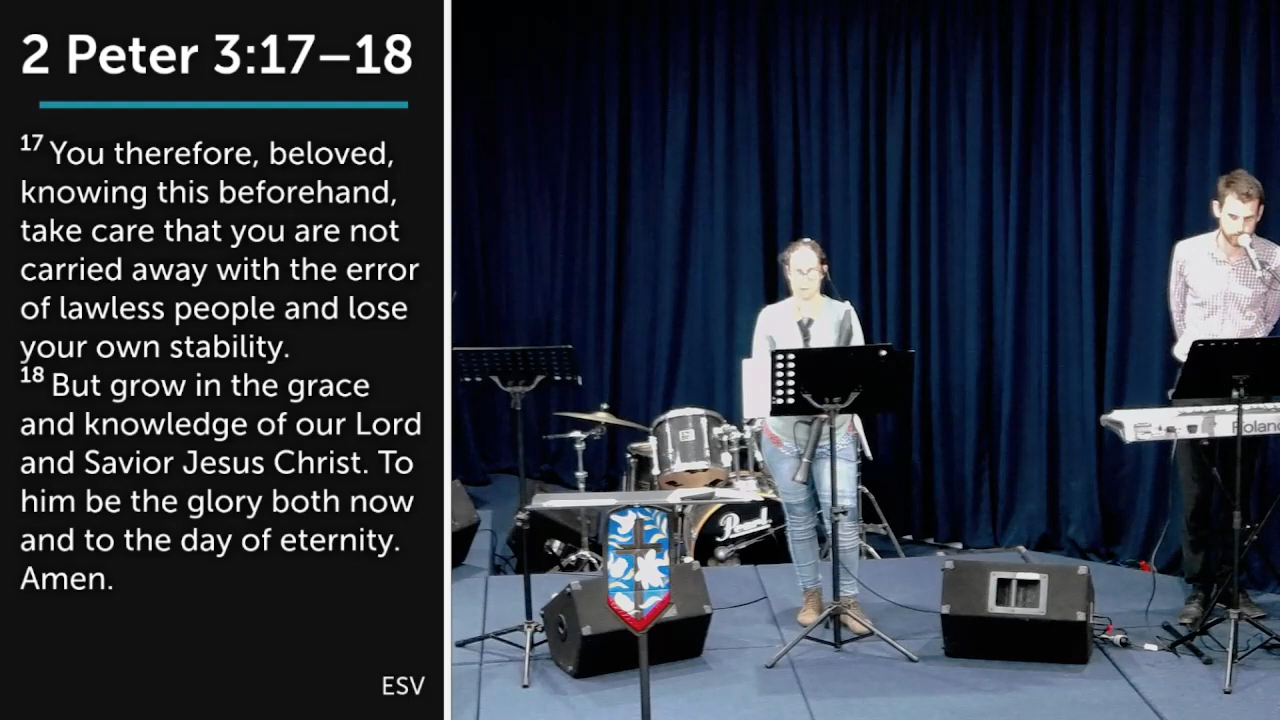 2 Peter 3:17–18
17 You therefore, beloved,
knowing this beforehand,
take care that you are not
carried away with the error
of lawless people and lose
your own stability.
18 But grow in the grace
and knowledge of our Lord
and Savior Jesus Christ. To
him be the glory both now
and to the day of eternity.
Amen.
ESV
Pearl
Roland